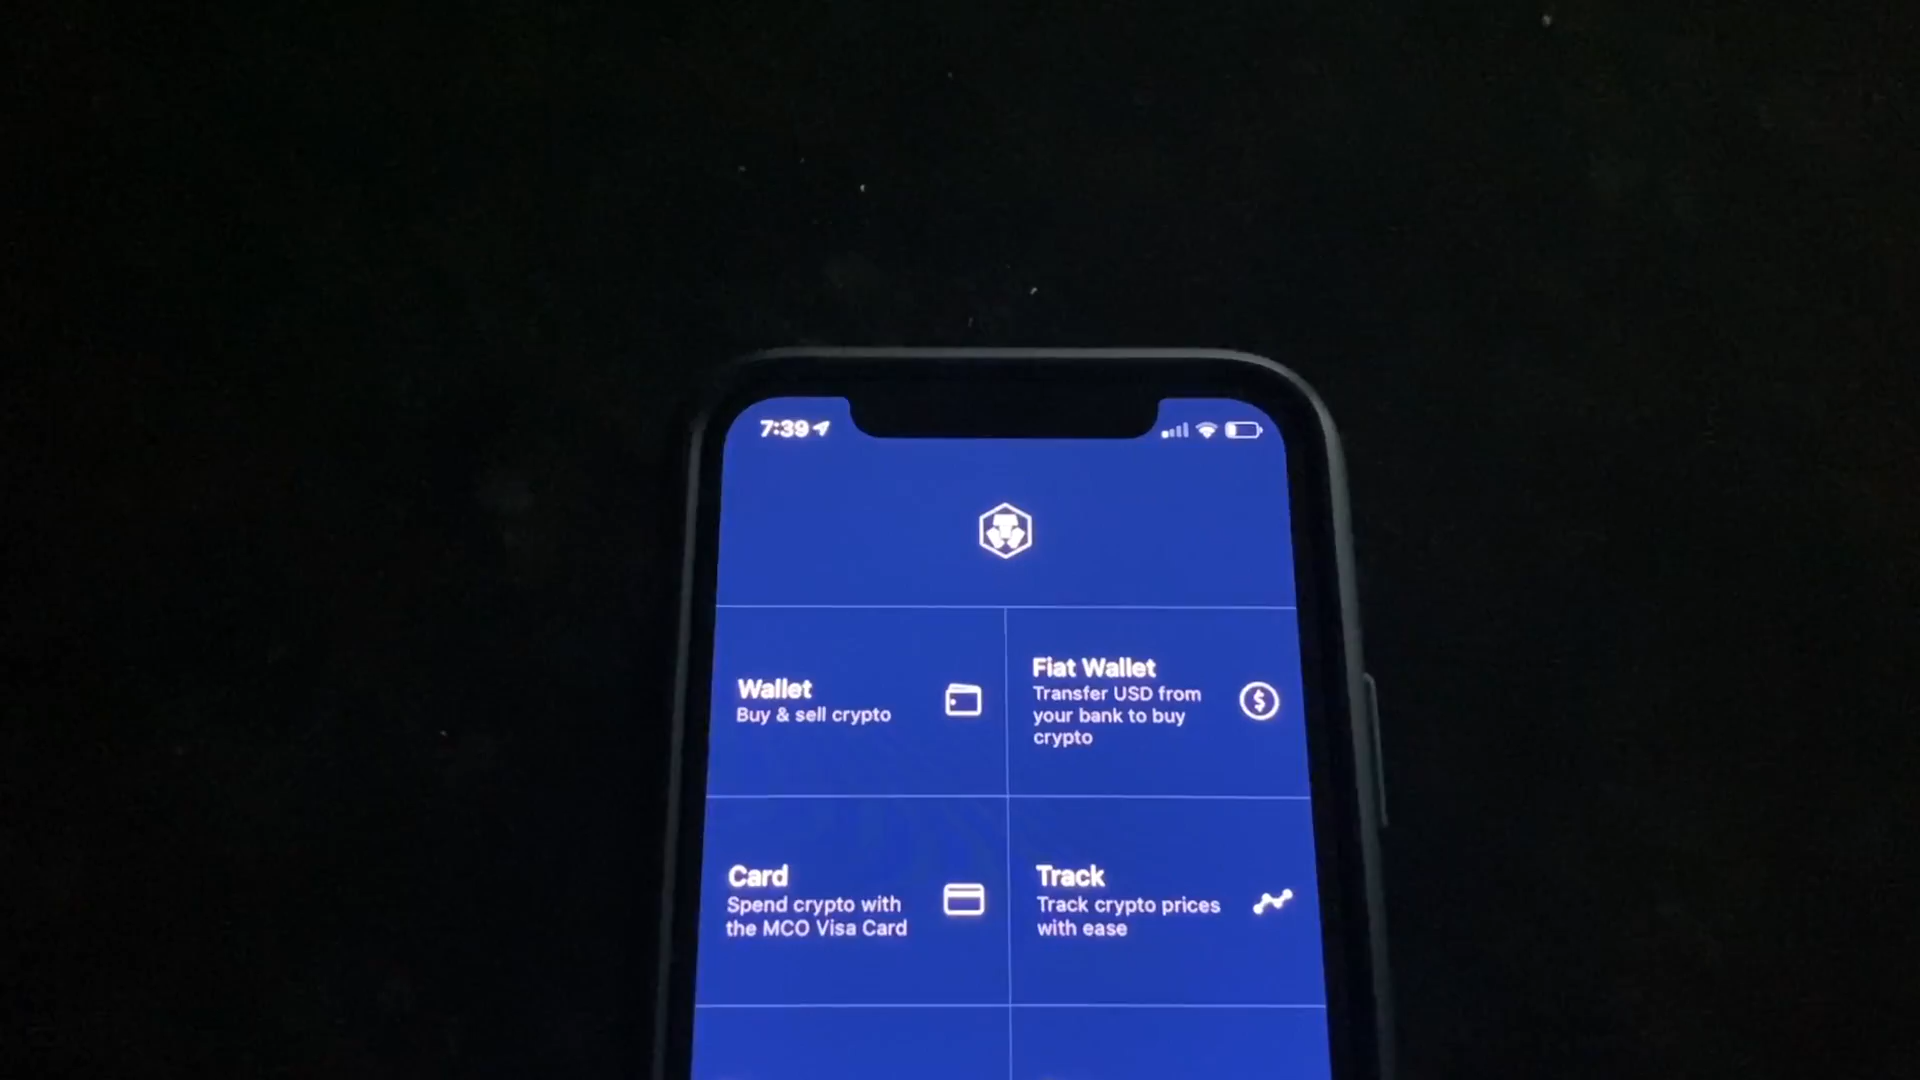 7:39
Wallet
Buy & sell crypto
Fiat Wallet
Transfer USD from
your bank to buy
crypto
Card
Spend crypto with
the MCO Visa Card
Track
Track crypto prices
with ease